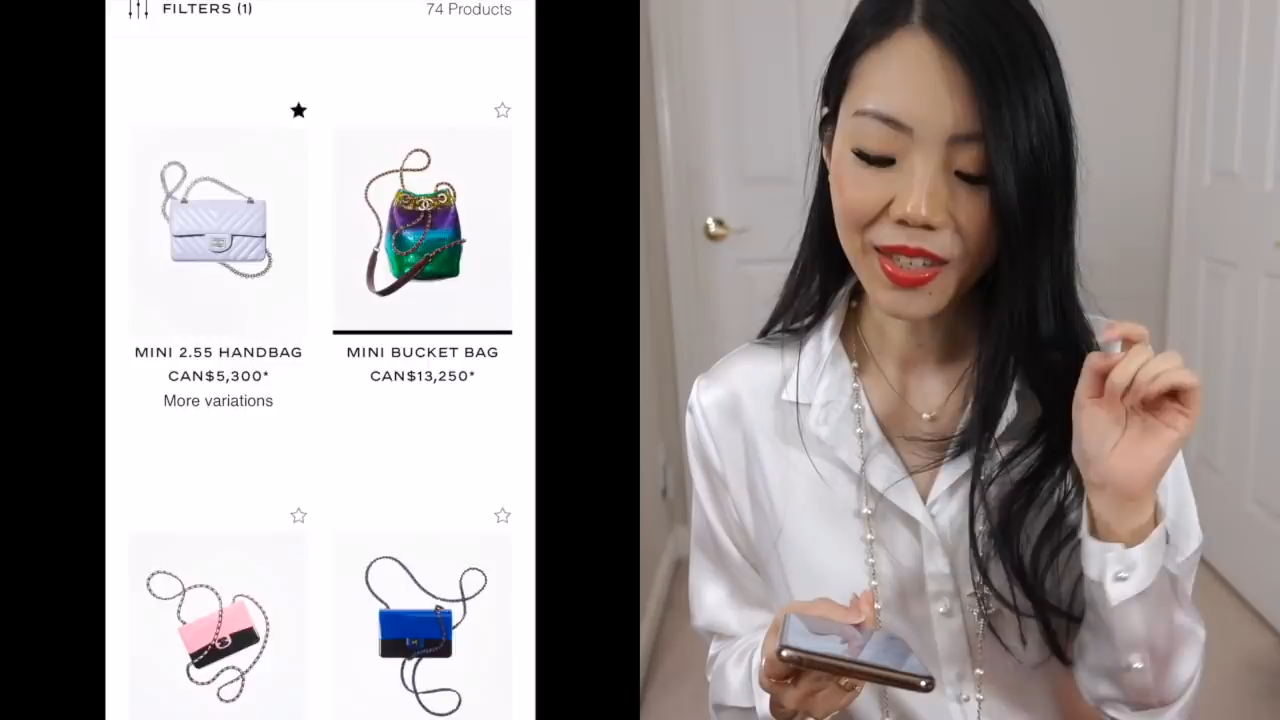 FILTERS (1)
74 Products
MINI 2.55 HANDBAG
CAN$5,300*
More variations
MINI BUCKET BAG
CAN$13,250*